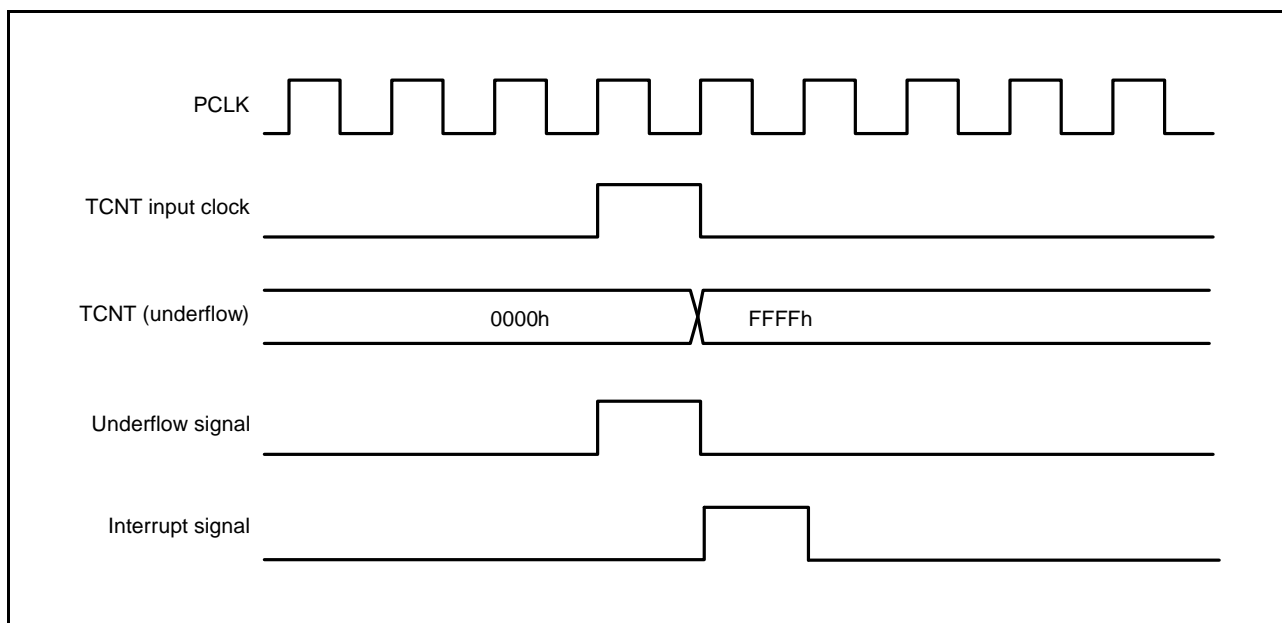 PCLK
TCNT input clock
TCNT (underflow)
0000h
FFFFh
Underflow signal
Interrupt signal